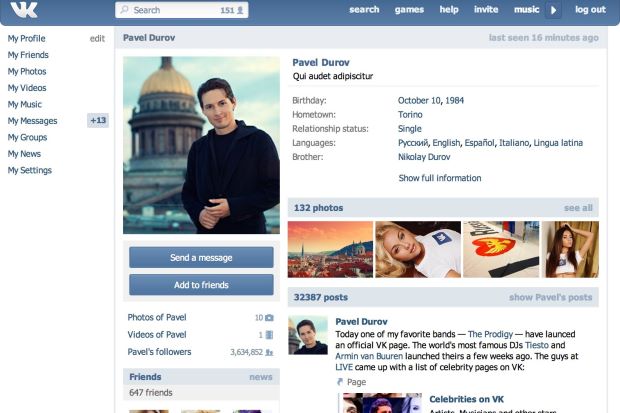 VK
Search 151
search games help invite music log out
My Profile edit
My Friends
My Photos
My Videos
My Music
My Messages +13
My Groups
My News
My Settings
Pavel Durov last seen 16 minutes ago
Pavel Durov
Qui audet adipiscitur
Birthday: October 10, 1984
Hometown: Torino
Relationship status: Single
Languages: Русский, English, Español, Italiano, Lingua latina
Brother: Nikolay Durov
Show full information
132 photos see all
Send a message
Add to friends
Photos of Pavel 10
Videos of Pavel 1
Pavel's followers 3,634,852
Friends news
647 friends
32387 posts show Pavel's posts
Pavel Durov
Today one of my favorite bands — The Prodigy — have launched
an official VK page. The world's most famous DJs Tiesto and
Armin van Buuren launched theirs a few weeks ago. The guys at
LIVE came up with a list of celebrity pages on VK:
Page
Celebrities on VK
Artists, Musicians and other stars